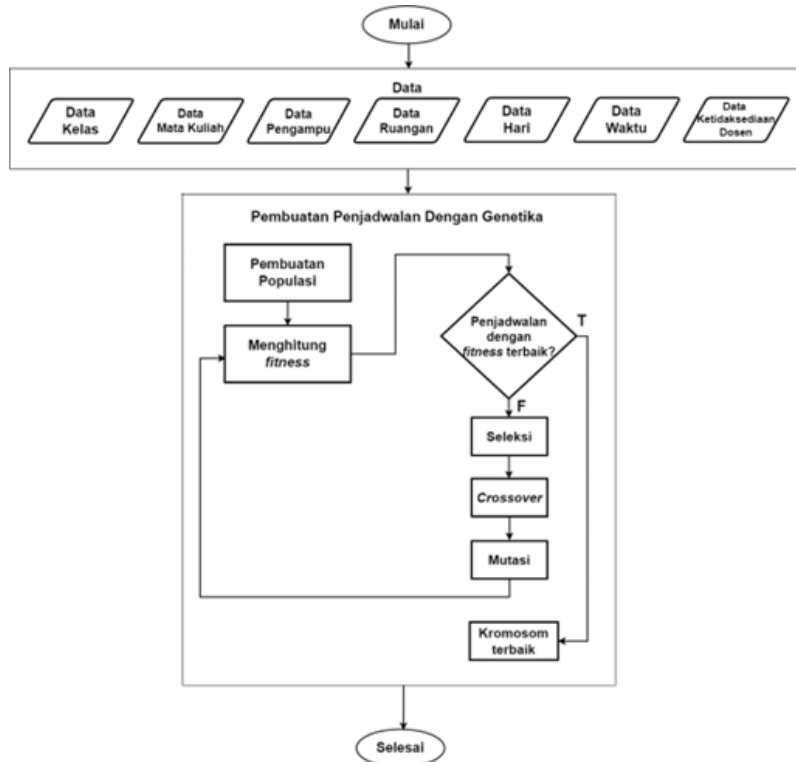 Mulai
Data
Data
Kelas
Data
Mata Kuliah
Data
Pengampu
Data
Ruangan
Data
Hari
Data
Waktu
Data
Ketidaksediaan
Dosen
Pembuatan Penjadwalan Dengan Genetika
Pembuatan
Populasi
Menghitung
fitness
Penjadwalan
dengan
fitness terbaik?
T
F
Seleksi
Crossover
Mutasi
Kromosom
terbaik
Selesai